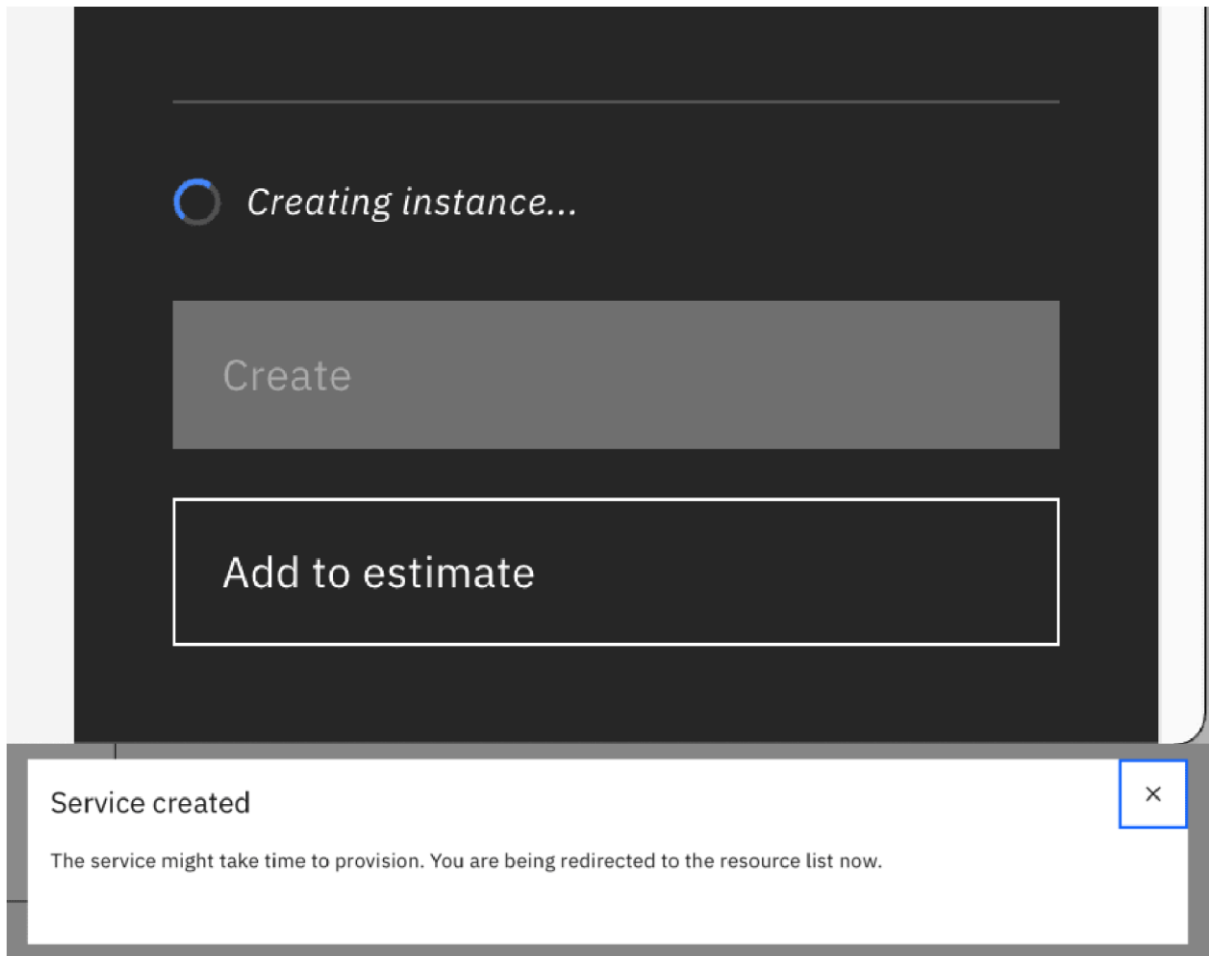 Creating instance...
Create
Add to estimate
Service created
The service might take time to provision. You are being redirected to the resource list now.